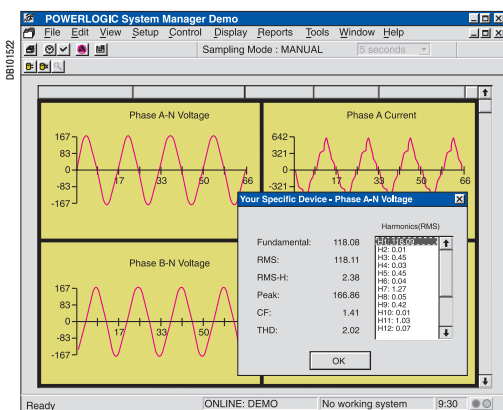 DB101522
POWERLOGIC System Manager Demo
File Edit View Setup Control Display Reports Tools Window Help
Sampling Mode : MANUAL 5 seconds
Phase A-N Voltage
167
83
0
-83
-167
17 33 50 66
Phase A Current
642
321
0
-321
17 33 50 66
Phase B-N Voltage
167
83
0
-83
-167
17 33 50
Your Specific Device - Phase A-N Voltage
Harmonics(RMS)
Fundamental: 118.08
RMS: 118.11
RMS-H: 2.38
Peak: 166.86
CF: 1.41
THD: 2.02
H1: 118.09
H2: 0.01
H3: 0.45
H4: 0.03
H5: 0.45
H6: 0.04
H7: 1.27
H8: 0.05
H9: 0.42
H10: 0.01
H11: 1.03
H12: 0.07
OK
Ready ONLINE: DEMO No working system 9:30